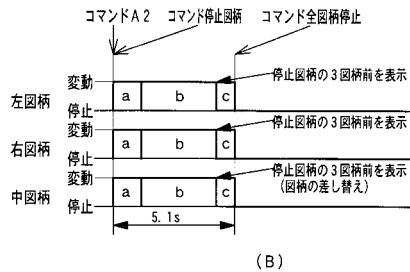 コマンドA2 コマンド停止図柄 コマンド全図柄停止
変動 停止図柄の3図柄前を表示
左図柄 a b c
停止
変動 停止図柄の3図柄前を表示
右図柄 a b c
停止
変動 停止図柄の3図柄前を表示
(図柄の差し替え)
中図柄 a b c
停止
5.1s
(B)